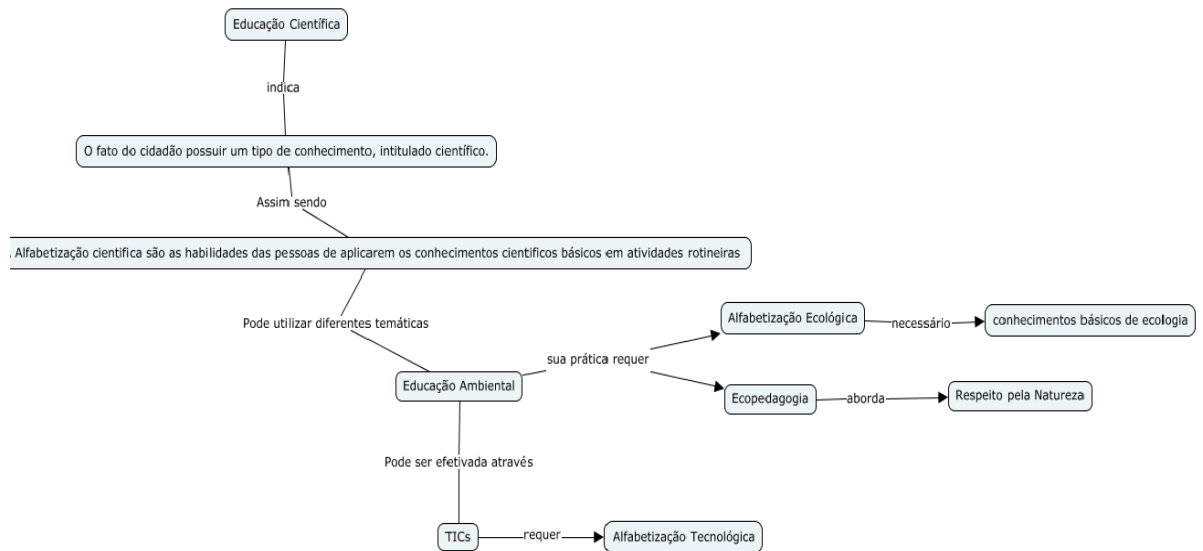 Educação Científica
indica
O fato do cidadão possuir um tipo de conhecimento, intitulado científico.
Assim sendo
. Alfabetização cientifica são as habilidades das pessoas de aplicarem os conhecimentos cientificos básicos em atividades rotineiras
Pode utilizar diferentes temáticas
Alfabetização Ecológica
necessário
conhecimentos básicos de ecologia
sua prática requer
Educação Ambiental
Ecopedagogia
aborda
Respeito pela Natureza
Pode ser efetivada através
TICs
requer
Alfabetização Tecnológica